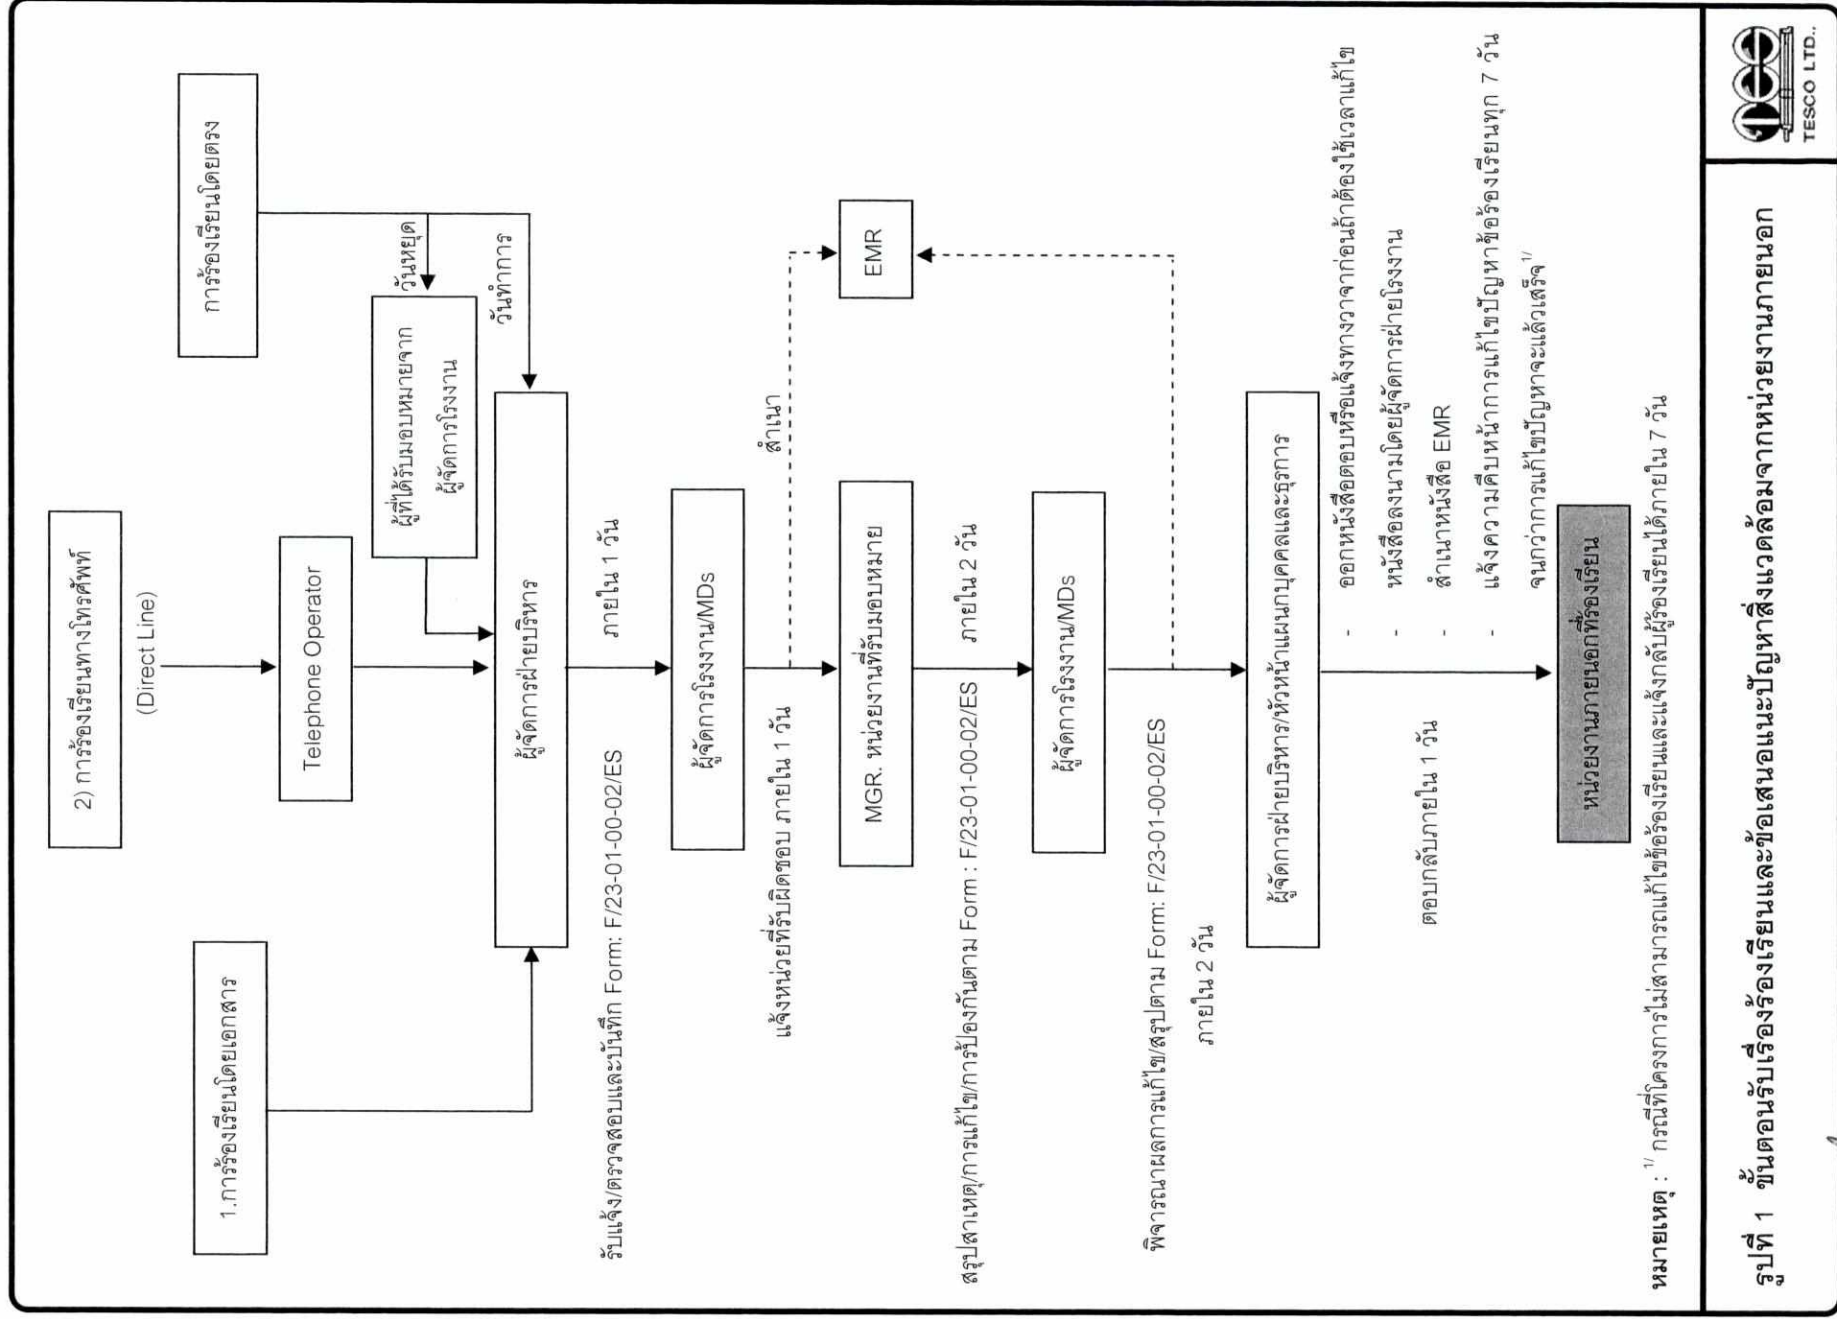 2) การร้องเรียนทางโทรศัพท์
(Direct Line)
1.การร้องเรียนโดยเอกสาร
Telephone Operator
การร้องเรียนโดยตรง
วันหยุด
ผู้ที่ได้รับมอบหมายจาก
ผู้จัดการโรงงาน
วันทำการ
ผู้จัดการฝ่ายบริหาร
รับแจ้ง/ตรวจสอบและบันทึก Form: F/23-01-00-02/ES
ภายใน 1 วัน
ผู้จัดการโรงงาน/MDs
แจ้งหน่วยที่รับผิดชอบ ภายใน 1 วัน
สำเนา
MGR. หน่วยงานที่รับมอบหมาย
EMR
สรุปสาเหตุ/การแก้ไข/การป้องกันตาม Form : F/23-01-00-02/ES
ภายใน 2 วัน
ผู้จัดการโรงงาน/MDs
พิจารณาผลการแก้ไข/สรุปตาม Form: F/23-01-00-02/ES
ภายใน 2 วัน
ผู้จัดการฝ่ายบริหาร/หัวหน้าแผนกบุคคลและธุรการ
ตอบกลับภายใน 1 วัน
- ออกหนังสือตอบหรือแจ้งทางวาจาก่อนถ้าต้องใช้เวลาแก้ไข
- หนังสือลงนามโดยผู้จัดการฝ่ายโรงงาน
- สำเนาหนังสือ EMR
- แจ้งความคืบหน้าการแก้ไขปัญหาข้อร้องเรียนทุก 7 วัน
จนกว่าการแก้ไขปัญหาจะแล้วเสร็จ1/
หน่วยงานภายนอกที่ร้องเรียน
หมายเหตุ : 1/ กรณีที่โครงการไม่สามารถแก้ไขข้อร้องเรียนและแจ้งกลับผู้ร้องเรียนได้ภายใน 7 วัน
รูปที่ 1 ขั้นตอนรับเรื่องร้องเรียนและข้อเสนอแนะปัญหาสิ่งแวดล้อมจากหน่วยงานภายนอก
TESCO LTD..